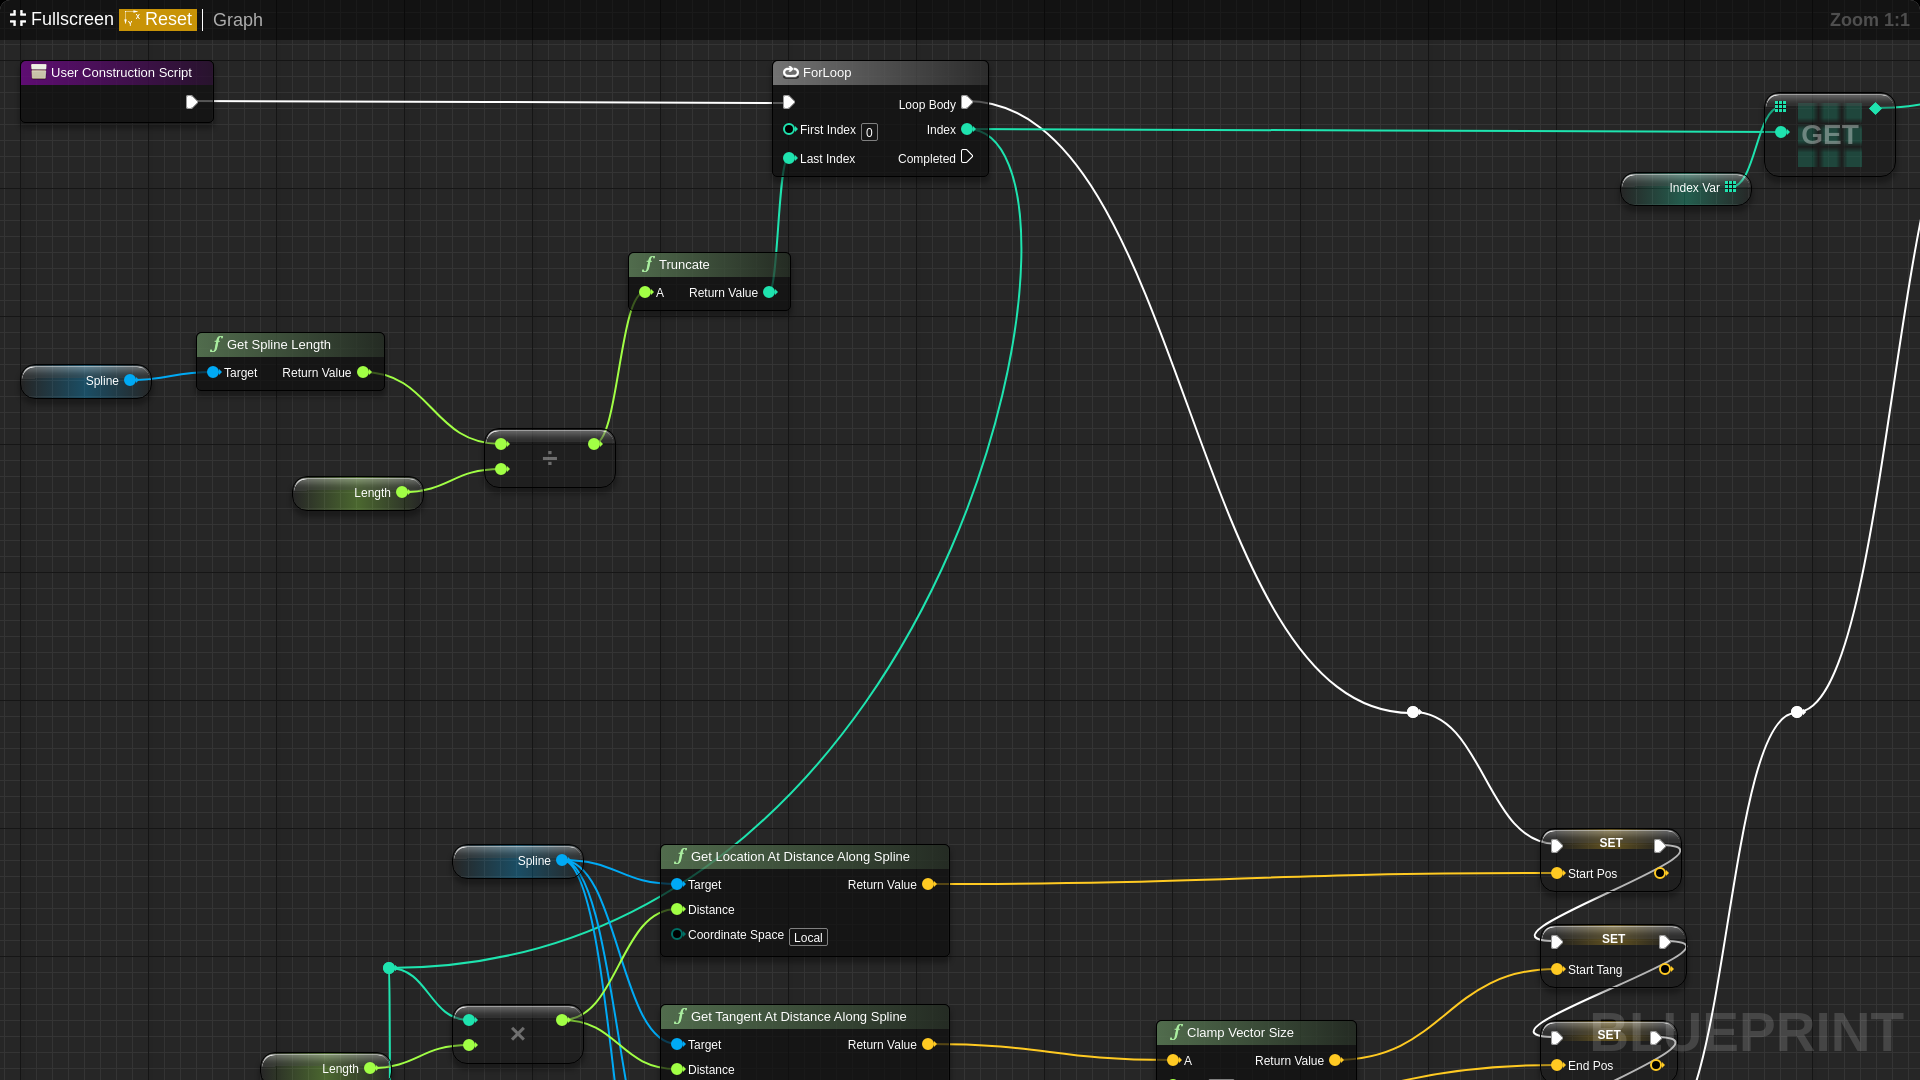 Fullscreen Reset Graph
Zoom 1:1
User Construction Script
ForLoop
Loop Body
First Index 0
Index
Last Index
Completed
GET
Index Var
Truncate
A
Return Value
Get Spline Length
Spline
Target
Return Value
÷
Length
Spline
Get Location At Distance Along Spline
Target
Return Value
Distance
Coordinate Space Local
SET
Start Pos
SET
Start Tang
×
Get Tangent At Distance Along Spline
Target
Return Value
Distance
Length
Clamp Vector Size
A
Return Value
SET
End Pos
BLUEPRINT